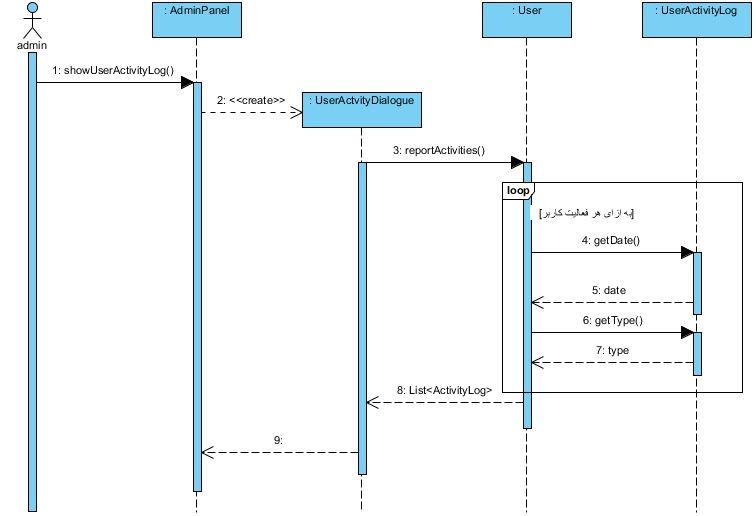 : AdminPanel
: User
: UserActivityLog
admin
1: showUserActivityLog()
2: <<create>>
: UserActvityDialogue
3: reportActivities()
loop
[به ازای هر فعالیت کاربر]
4: getDate()
5: date
6: getType()
7: type
8: List<ActivityLog>
9: